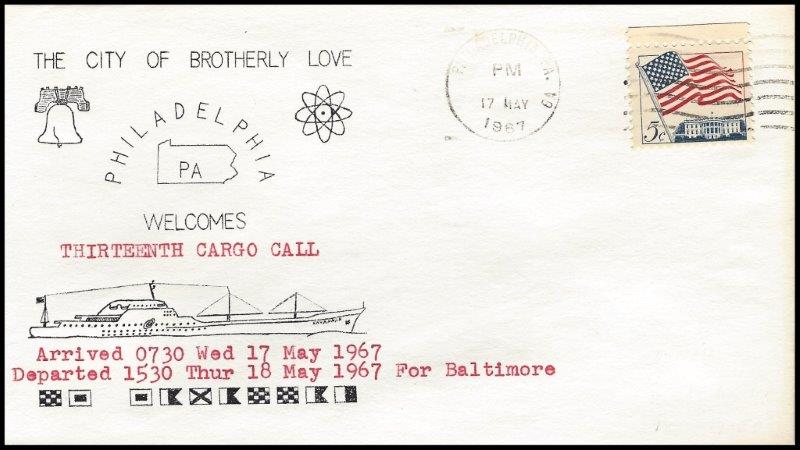 THE CITY OF BROTHERLY LOVE
PHILADELPHIA
PA
WELCOMES
THIRTEENTH CARGO CALL
SAVANNAH
Arrived 0730 Wed 17 May 1967
Departed 1530 Thur 18 May 1967 For Baltimore
PM
17 MAY
1967
5c